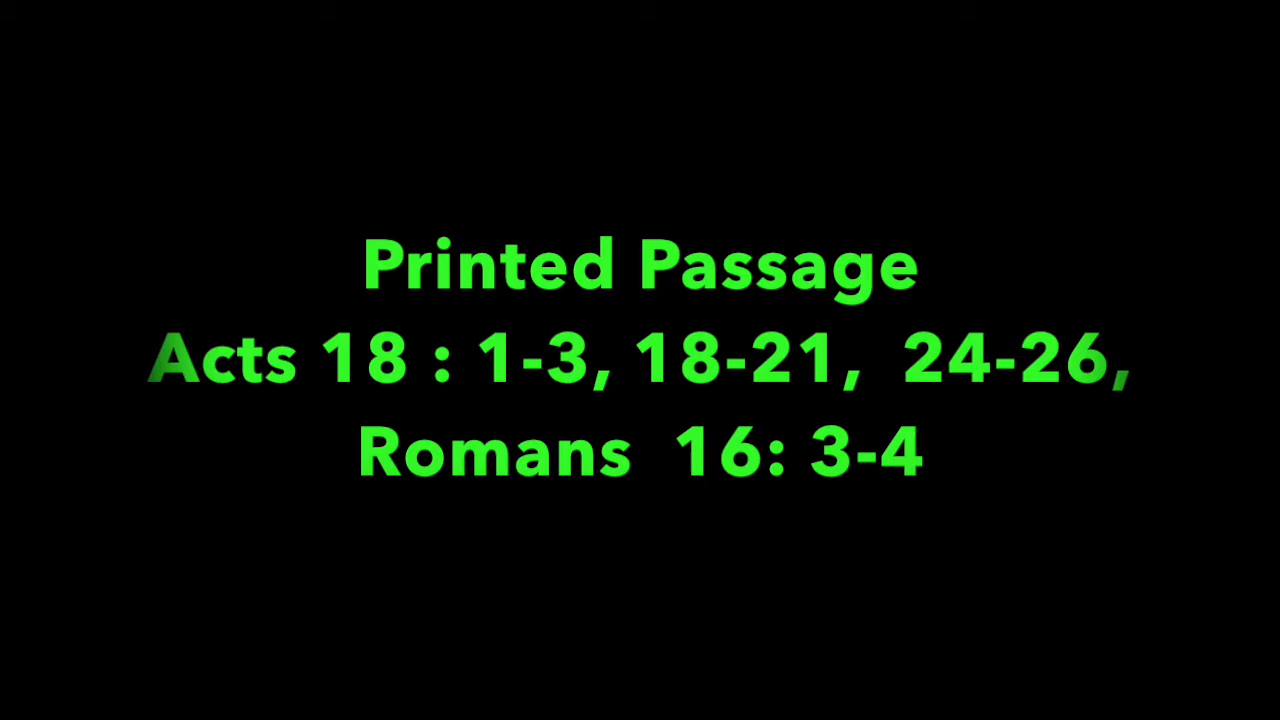 Printed Passage
Acts 18 : 1-3, 18-21,  24-26,
Romans  16: 3-4